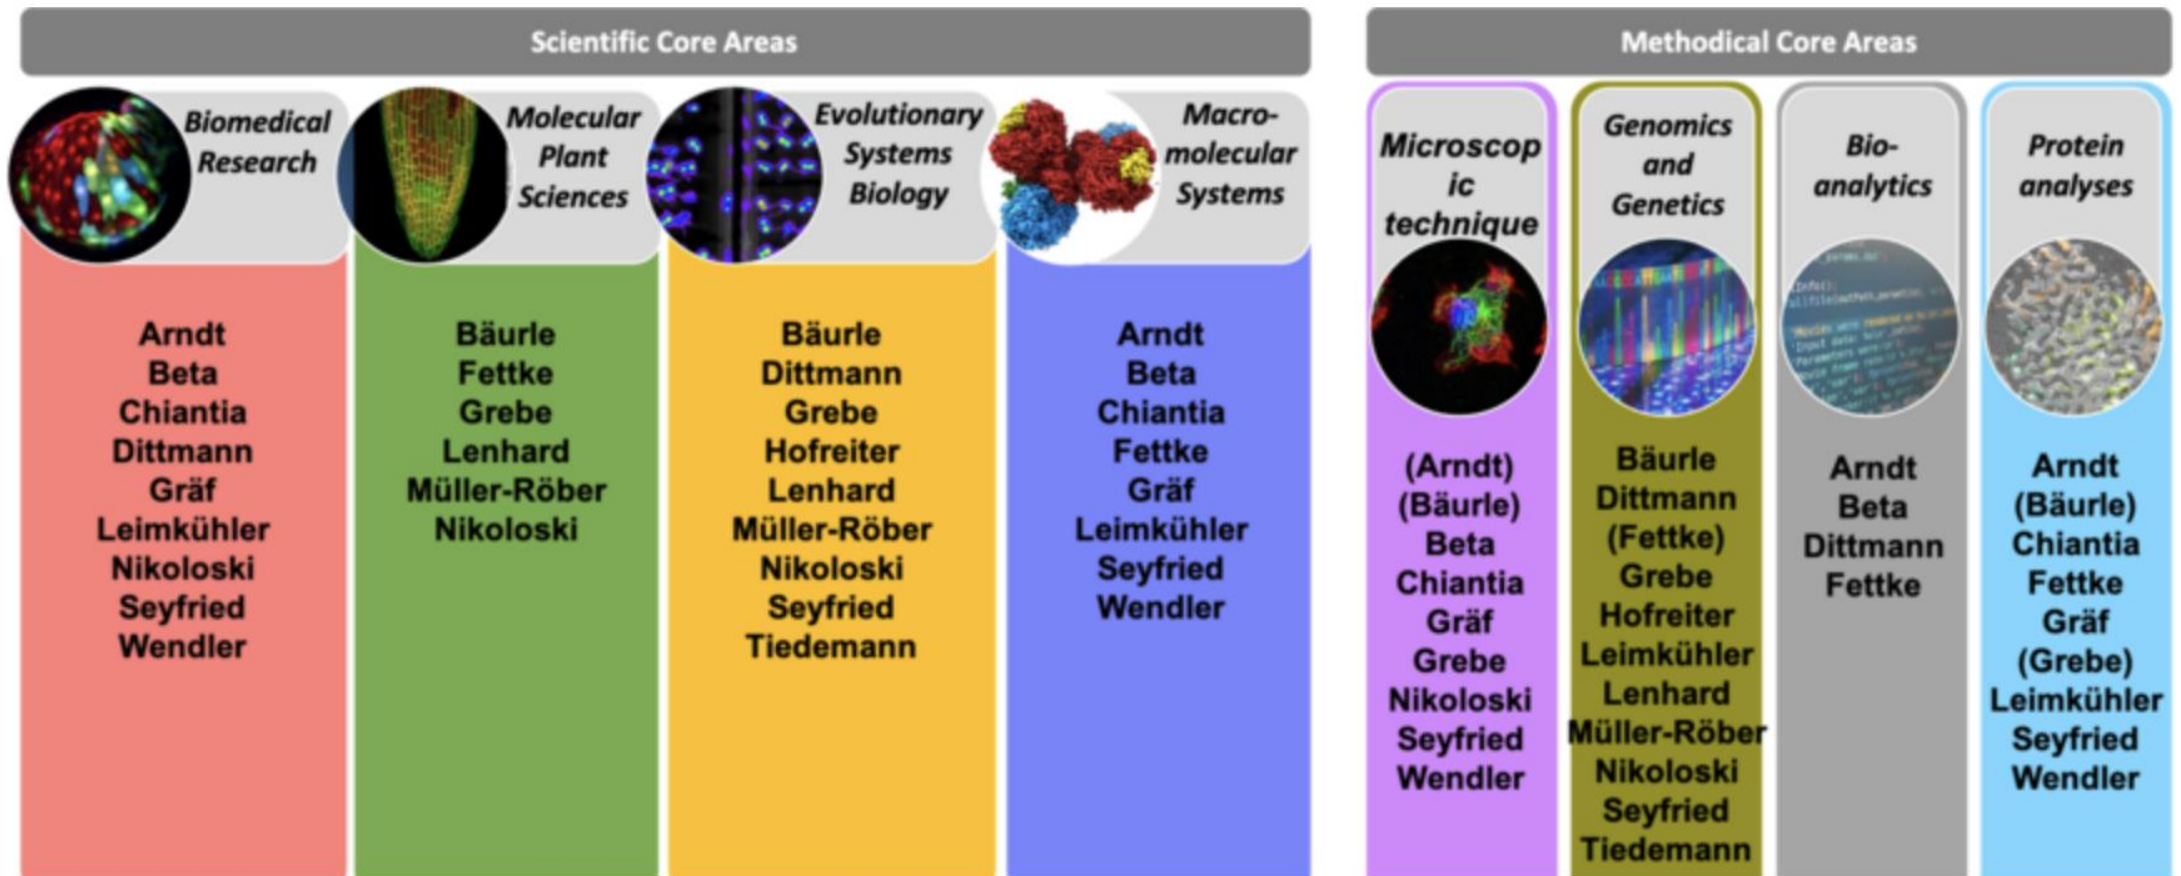 Scientific Core Areas
Biomedical
Research
Arndt
Beta
Chiantia
Dittmann
Gräf
Leimkühler
Nikoloski
Seyfried
Wendler
Molecular
Plant
Sciences
Bäurle
Fettke
Grebe
Lenhard
Müller-Röber
Nikoloski
Evolutionary
Systems
Biology
Bäurle
Dittmann
Grebe
Hofreiter
Lenhard
Müller-Röber
Nikoloski
Seyfried
Tiedemann
Macro-
molecular
Systems
Arndt
Beta
Chiantia
Fettke
Gräf
Leimkühler
Seyfried
Wendler
Methodical Core Areas
Microscop
ic
technique
(Arndt)
(Bäurle)
Beta
Chiantia
Gräf
Grebe
Nikoloski
Seyfried
Wendler
Genomics
and
Genetics
Bäurle
Dittmann
(Fettke)
Grebe
Hofreiter
Leimkühler
Lenhard
Müller-Röber
Nikoloski
Seyfried
Tiedemann
Bio-
analytics
Arndt
Beta
Dittmann
Fettke
Protein
analyses
Arndt
(Bäurle)
Chiantia
Fettke
Gräf
(Grebe)
Leimkühler
Seyfried
Wendler